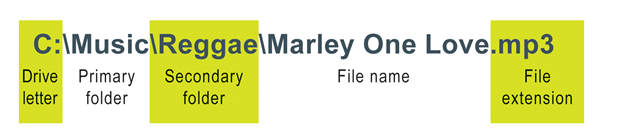 C:\Music\Reggae\Marley One Love.mp3
Drive letter
Primary folder
Secondary folder
File name
File extension